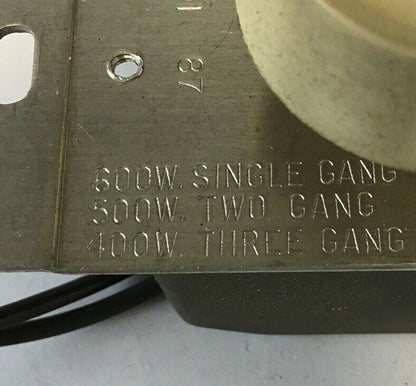 87
600W. SINGLE GANG
500W. TWO GANG
400W. THREE GANG